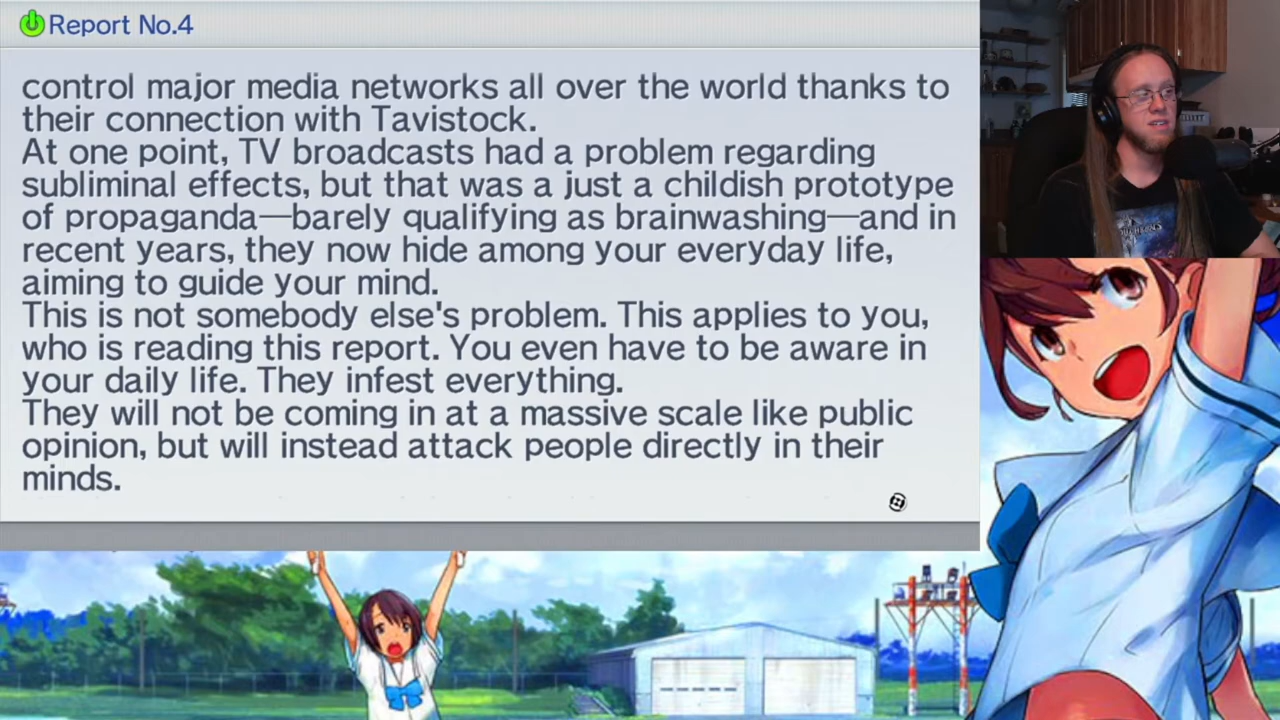 Report No.4
control major media networks all over the world thanks to
their connection with Tavistock.
At one point, TV broadcasts had a problem regarding
subliminal effects, but that was a just a childish prototype
of propaganda—barely qualifying as brainwashing—and in
recent years, they now hide among your everyday life,
aiming to guide your mind.
This is not somebody else's problem. This applies to you,
who is reading this report. You even have to be aware in
your daily life. They infest everything.
They will not be coming in at a massive scale like public
opinion, but will instead attack people directly in their
minds.